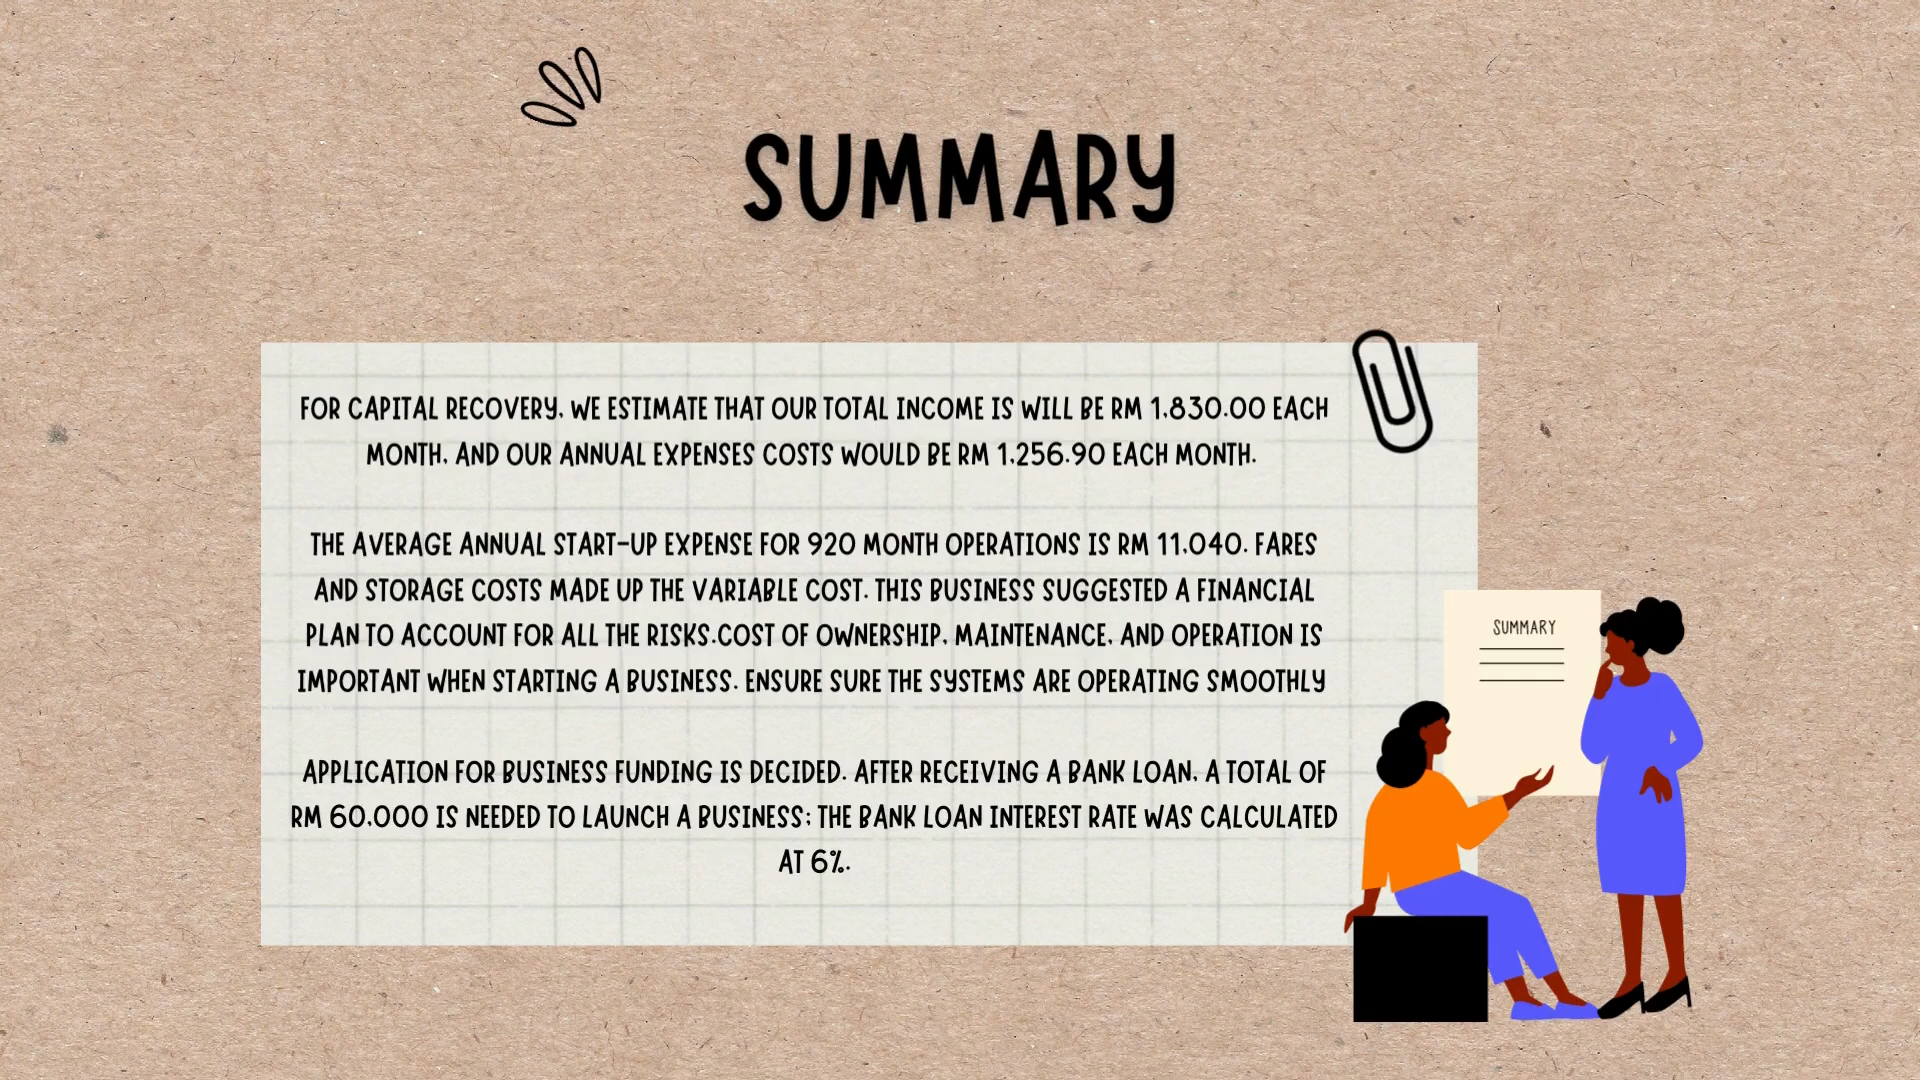 SUMMARY
FOR CAPITAL RECOVERY, WE ESTIMATE THAT OUR TOTAL INCOME IS WILL BE RM 1,830.00 EACH
MONTH, AND OUR ANNUAL EXPENSES COSTS WOULD BE RM 1,256.90 EACH MONTH.
THE AVERAGE ANNUAL START-UP EXPENSE FOR 920 MONTH OPERATIONS IS RM 11,040. FARES
AND STORAGE COSTS MADE UP THE VARIABLE COST. THIS BUSINESS SUGGESTED A FINANCIAL
PLAN TO ACCOUNT FOR ALL THE RISKS.COST OF OWNERSHIP, MAINTENANCE, AND OPERATION IS
IMPORTANT WHEN STARTING A BUSINESS. ENSURE SURE THE SYSTEMS ARE OPERATING SMOOTHLY
APPLICATION FOR BUSINESS FUNDING IS DECIDED. AFTER RECEIVING A BANK LOAN, A TOTAL OF
RM 60,000 IS NEEDED TO LAUNCH A BUSINESS; THE BANK LOAN INTEREST RATE WAS CALCULATED
AT 6%.
SUMMARY